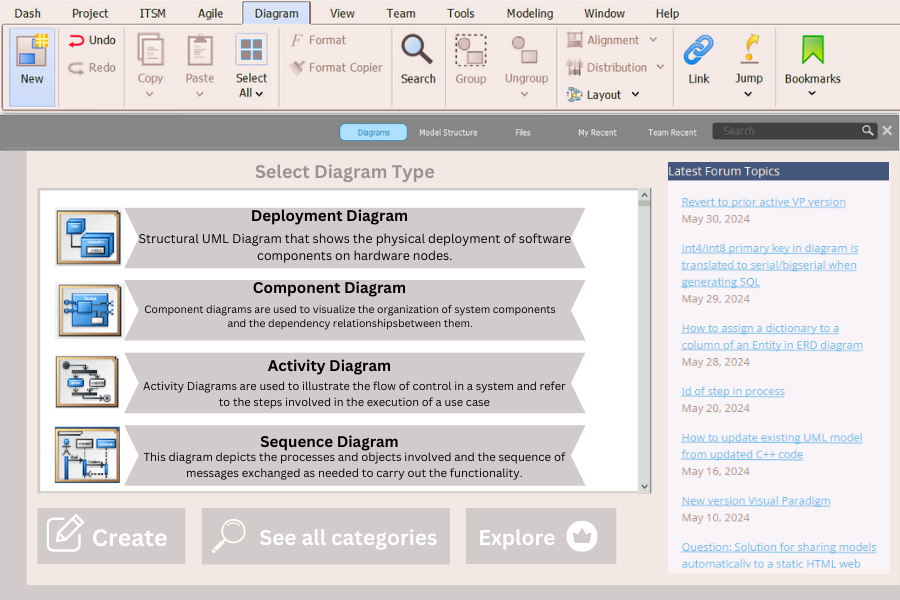 Dash Project ITSM Agile Diagram View Team Tools Modeling Window Help
New
Undo
Redo
Copy
Paste
Select
All
Format
Format Copier
Search
Group
Ungroup
Alignment
Distribution
Layout
Link
Jump
Bookmarks
Diagrams Model Structure Files My Recent Team Recent Search
Select Diagram Type
Deployment Diagram
Structural UML Diagram that shows the physical deployment of software
components on hardware nodes.
Component Diagram
Component diagrams are used to visualize the organization of system components
and the dependency relationshipsbetween them.
Activity Diagram
Activity Diagrams are used to illustrate the flow of control in a system and refer
to the steps involved in the execution of a use case
Sequence Diagram
This diagram depicts the processes and objects involved and the sequence of
messages exchanged as needed to carry out the functionality.
Create
See all categories
Explore
Latest Forum Topics
Revert to prior active VP version
May 30, 2024
Int4/int8 primary key in diagram is
translated to serial/bigserial when
generating SQL
May 29, 2024
How to assign a dictionary to a
column of an Entity in ERD diagram
May 28, 2024
Id of step in process
May 20, 2024
How to update existing UML model
from updated C++ code
May 16, 2024
New version Visual Paradigm
May 10, 2024
Question: Solution for sharing models
automatically to a static HTML web